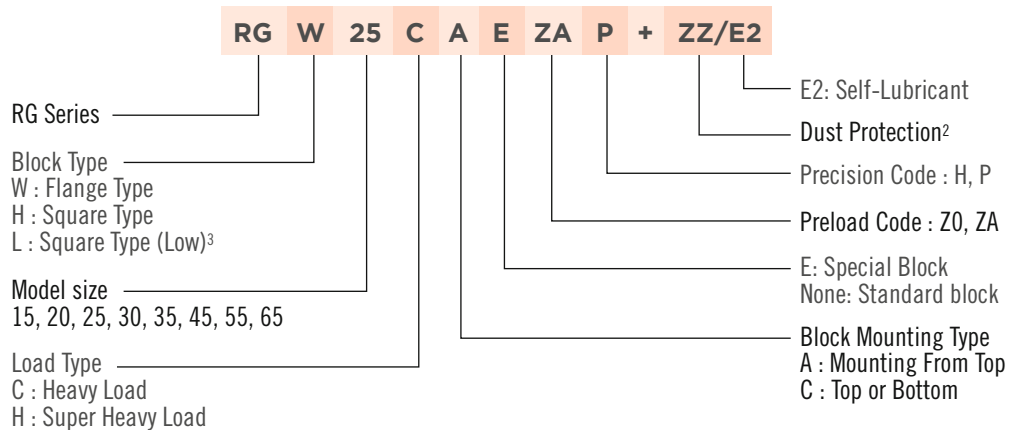 RG W 25 C A E ZA P + ZZ/E2
RG Series
Block Type
W : Flange Type
H : Square Type
L : Square Type (Low)3
Model size
15, 20, 25, 30, 35, 45, 55, 65
Load Type
C : Heavy Load
H : Super Heavy Load
E2: Self-Lubricant
Dust Protection2
Precision Code : H, P
Preload Code : Z0, ZA
E: Special Block
None: Standard block
Block Mounting Type
A : Mounting From Top
C : Top or Bottom